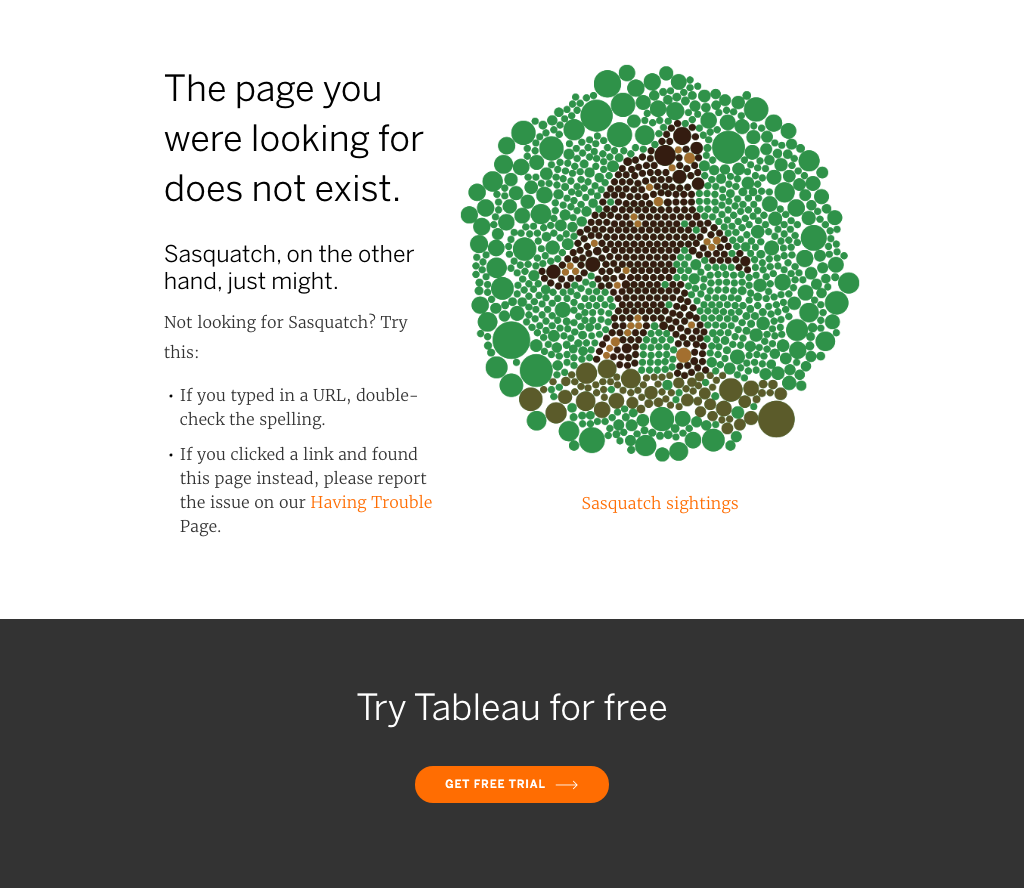 The page you
were looking for
does not exist.
Sasquatch, on the other
hand, just might.
Not looking for Sasquatch? Try
this:
• If you typed in a URL, double-
check the spelling.
• If you clicked a link and found
this page instead, please report
the issue on our Having Trouble
Page.
Sasquatch sightings
Try Tableau for free
GET FREE TRIAL